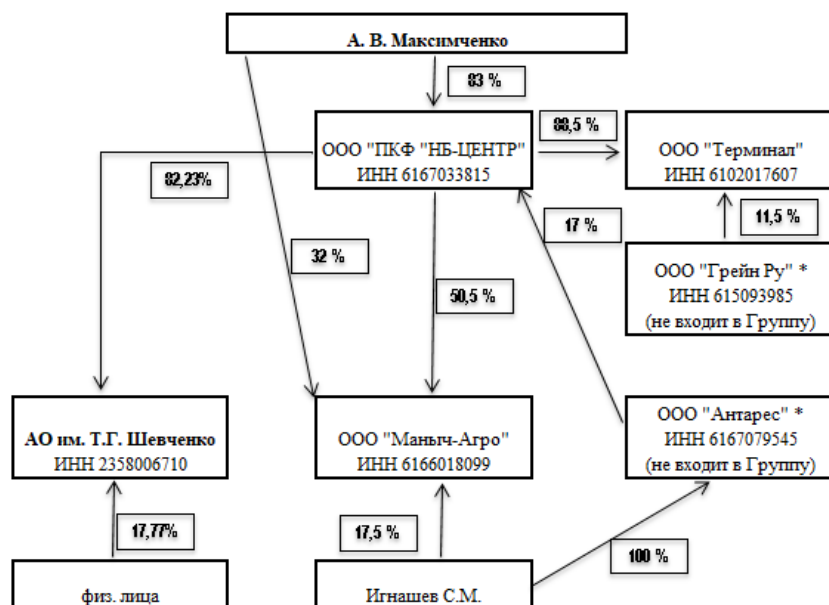 А. В. Максимченко
83 %
ООО "ПКФ "НБ-ЦЕНТР"
ИНН 6167033815
88,5 %
ООО "Терминал"
ИНН 6102017607
82,23%
32 %
17 %
11,5 %
50,5 %
ООО "Грейн Ру" *
ИНН 615093985
(не входит в Группу)
АО им. Т.Г. Шевченко
ИНН 2358006710
ООО "Маныч-Агро"
ИНН 6166018099
ООО "Антарес" *
ИНН 6167079545
(не входит в Группу)
17,77%
17,5 %
100 %
физ. лица
Игнашев С.М.